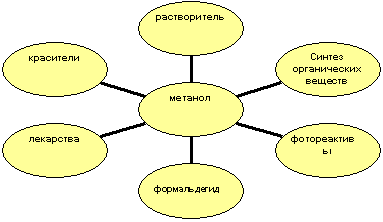 растворитель
красители
Синтез
органических
веществ
метанол
лекарства
фотореактив
ы
формальдегид